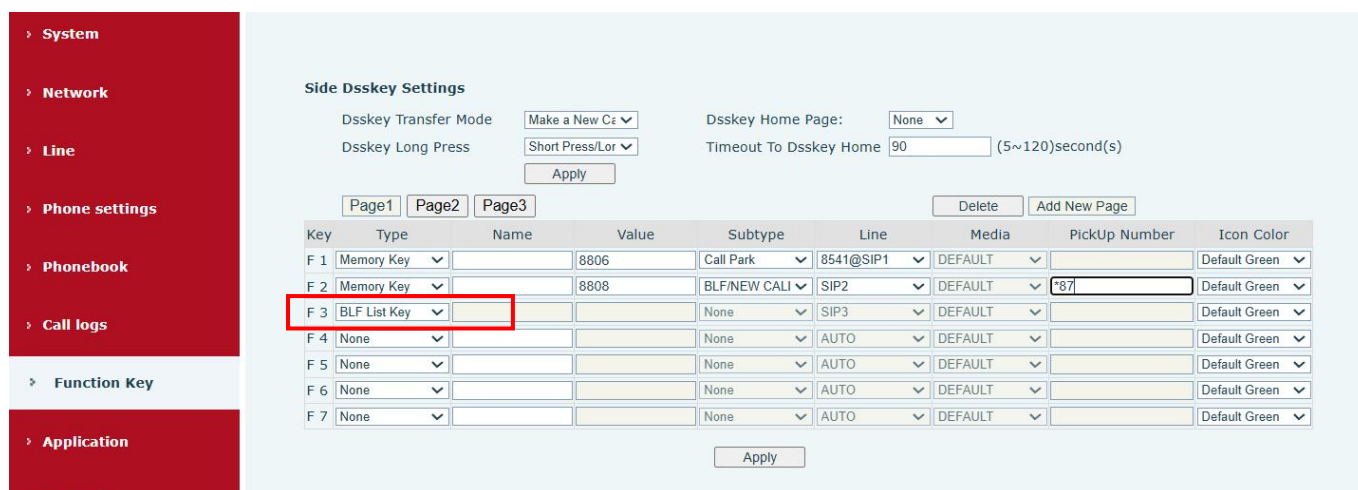 System
Network
Line
Phone settings
Phonebook
Call logs
Function Key
Application
Side Dsskey Settings
Dsskey Transfer Mode Make a New Ca Dsskey Home Page: None
Dsskey Long Press Short Press/Lor Timeout To Dsskey Home 90 (5~120)second(s)
Apply
Page1 Page2 Page3 Delete Add New Page
Key Type Name Value Subtype Line Media PickUp Number Icon Color
F 1 Memory Key 8806 Call Park 8541@SIP1 DEFAULT Default Green
F 2 Memory Key 8808 BLF/NEW CALI SIP2 DEFAULT *87 Default Green
F 3 BLF List Key None SIP3 DEFAULT Default Green
F 4 None None AUTO DEFAULT Default Green
F 5 None None AUTO DEFAULT Default Green
F 6 None None AUTO DEFAULT Default Green
F 7 None None AUTO DEFAULT Default Green
Apply